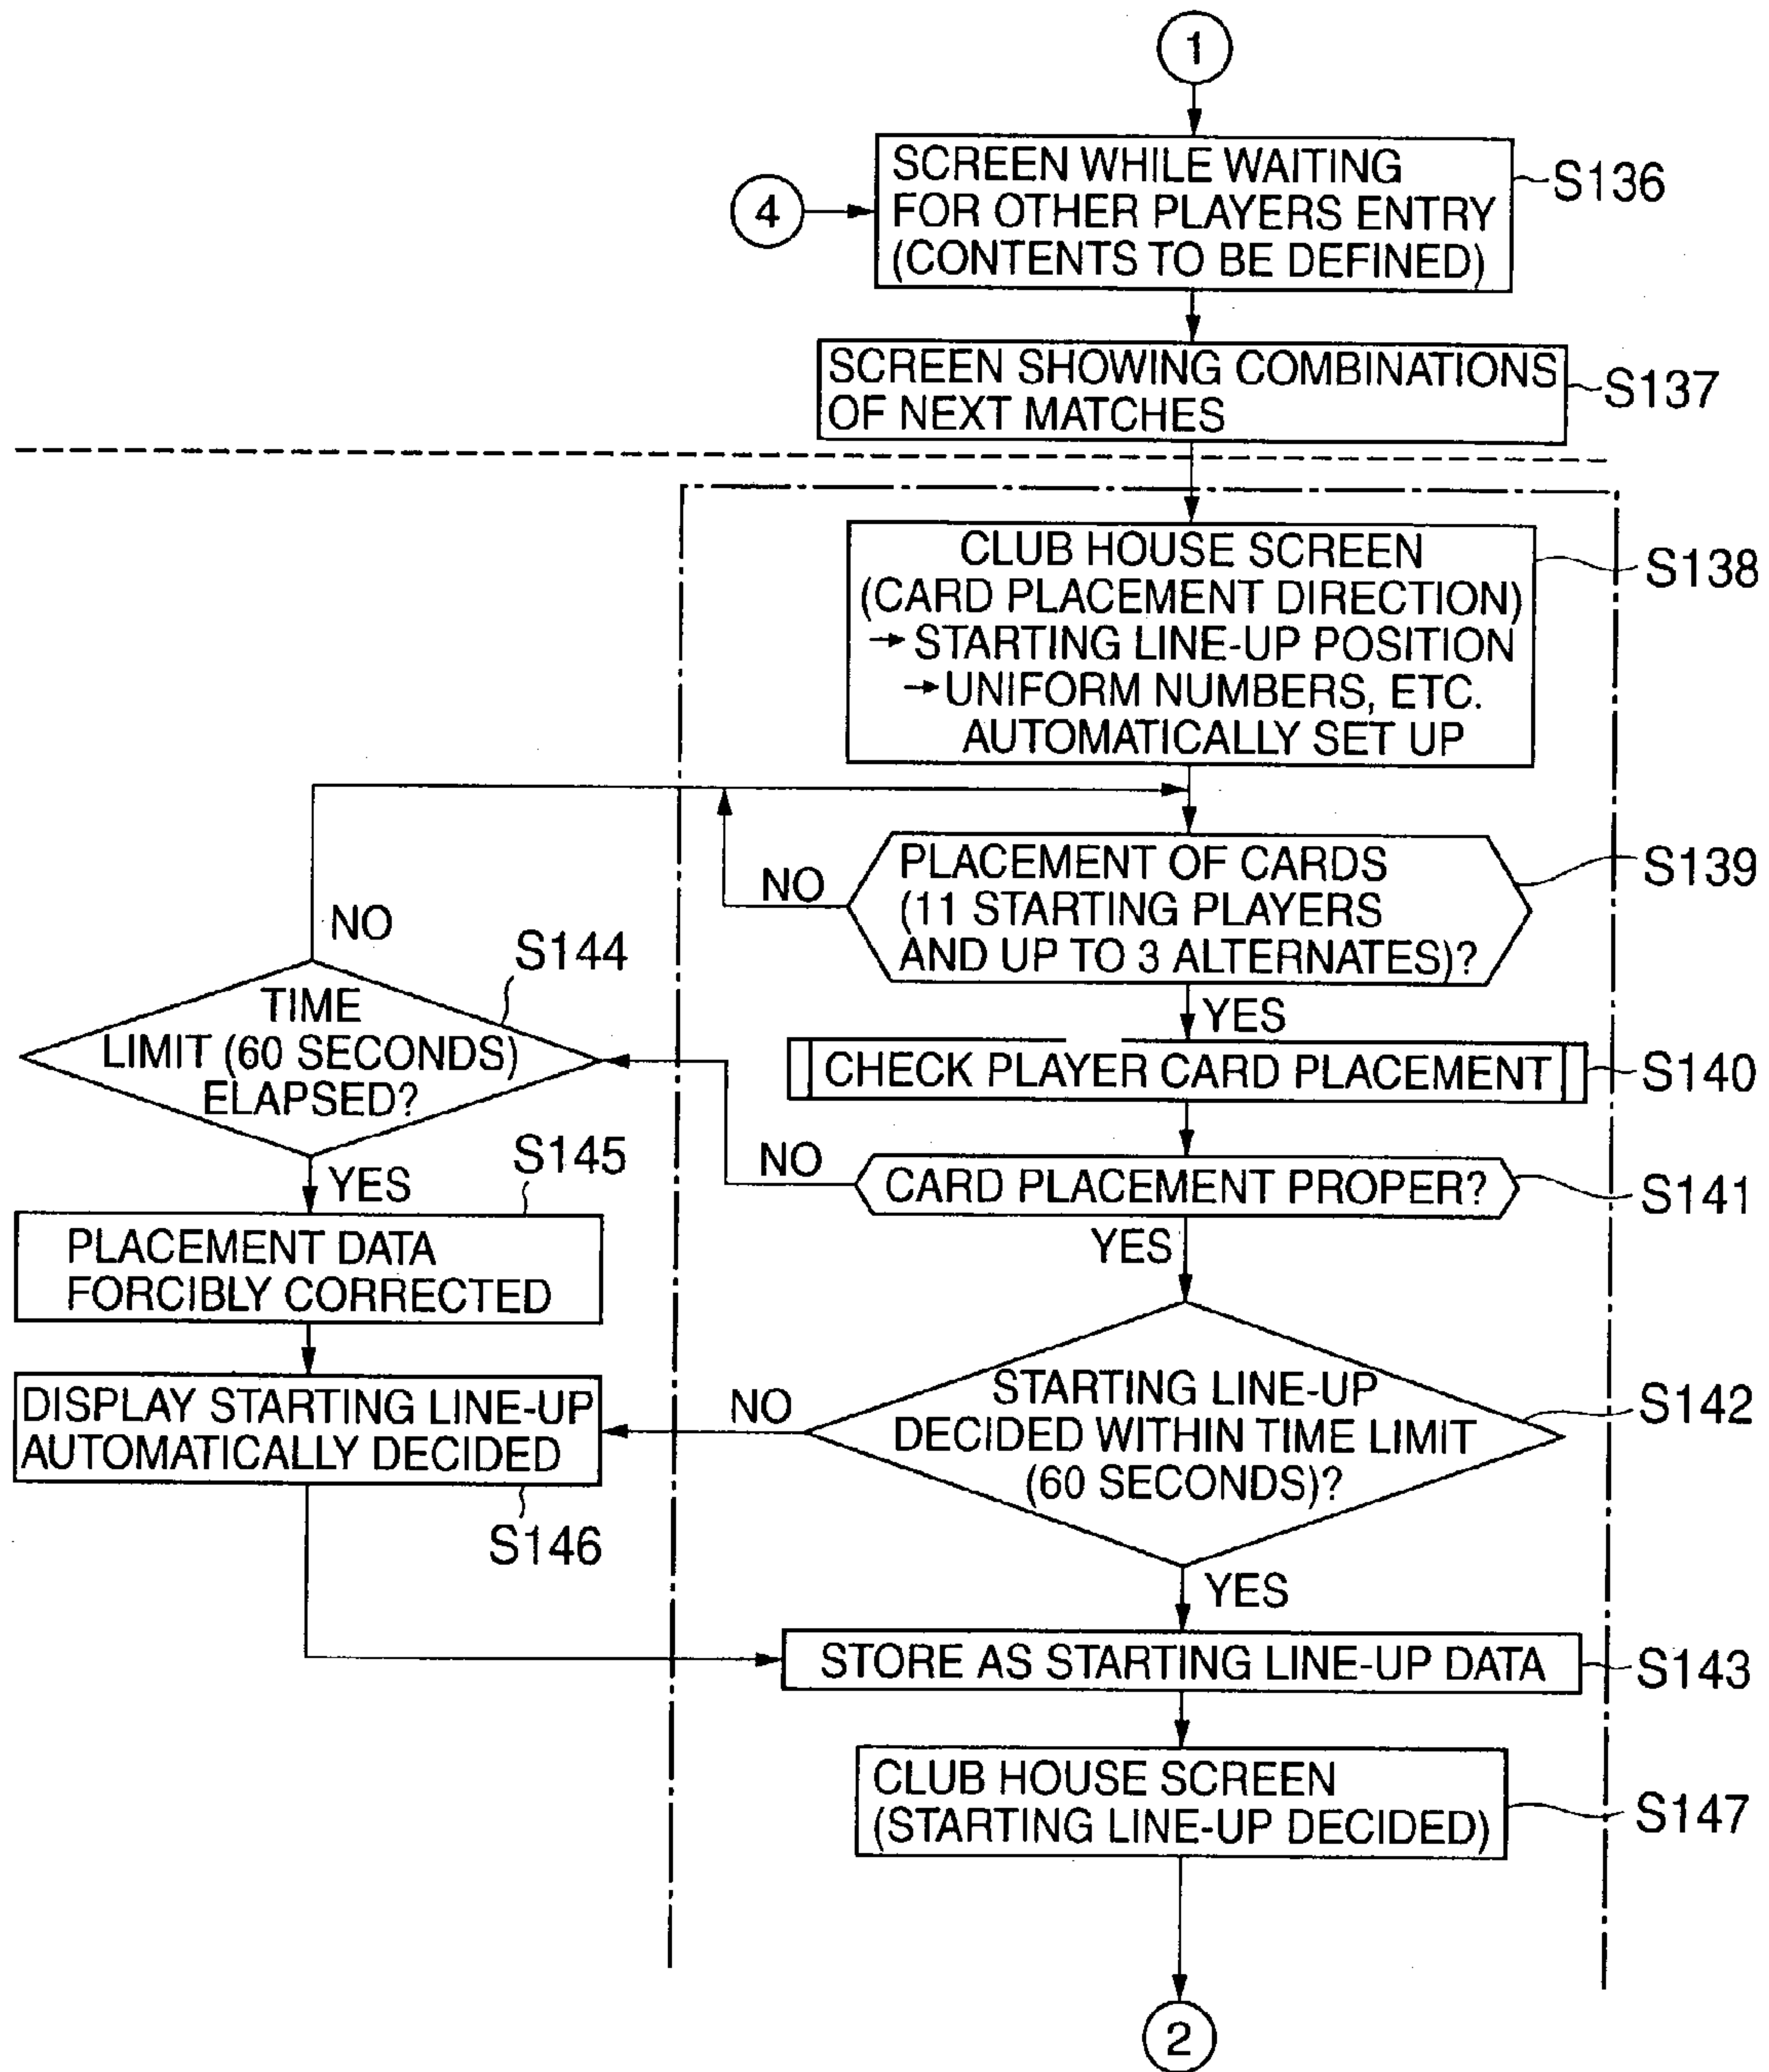 1
SCREEN WHILE WAITING
FOR OTHER PLAYERS ENTRY
(CONTENTS TO BE DEFINED)
S136
4
SCREEN SHOWING COMBINATIONS
OF NEXT MATCHES
S137
CLUB HOUSE SCREEN
(CARD PLACEMENT DIRECTION)
→ STARTING LINE-UP POSITION
→ UNIFORM NUMBERS, ETC.
AUTOMATICALLY SET UP
S138
PLACEMENT OF CARDS
(11 STARTING PLAYERS
AND UP TO 3 ALTERNATES)?
S139
NO
YES
NO
S144
TIME
LIMIT (60 SECONDS)
ELAPSED?
CHECK PLAYER CARD PLACEMENT
S140
YES
S145
NO
CARD PLACEMENT PROPER?
S141
YES
PLACEMENT DATA
FORCIBLY CORRECTED
DISPLAY STARTING LINE-UP
AUTOMATICALLY DECIDED
S146
NO
STARTING LINE-UP
DECIDED WITHIN TIME LIMIT
(60 SECONDS)?
S142
YES
STORE AS STARTING LINE-UP DATA
S143
CLUB HOUSE SCREEN
(STARTING LINE-UP DECIDED)
S147
2